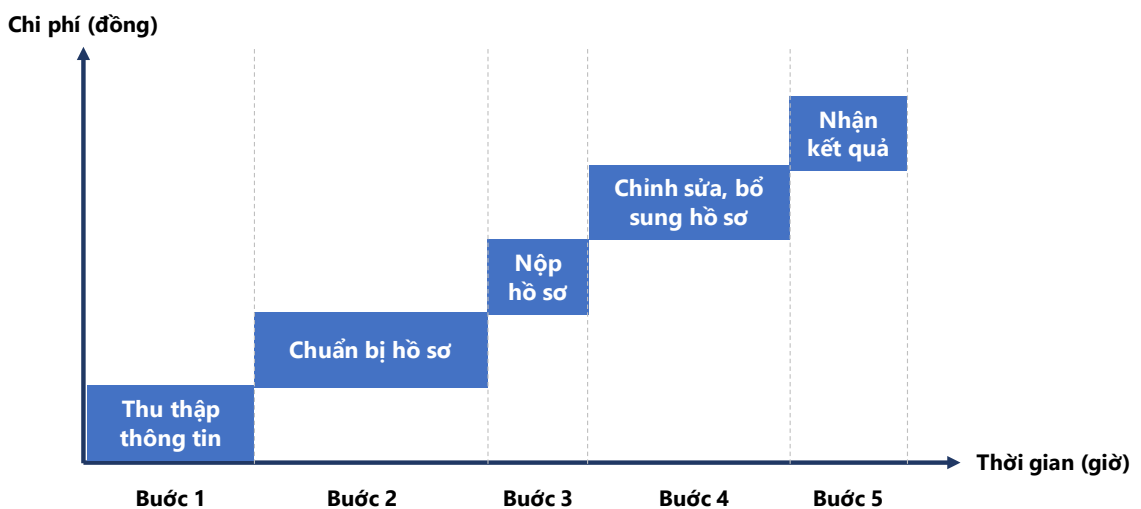 Chi phí (đồng)
Nhận
kết quả
Chỉnh sửa, bổ
sung hồ sơ
Nộp
hồ sơ
Chuẩn bị hồ sơ
Thu thập
thông tin
Thời gian (giờ)
Bước 1
Bước 2
Bước 3
Bước 4
Bước 5